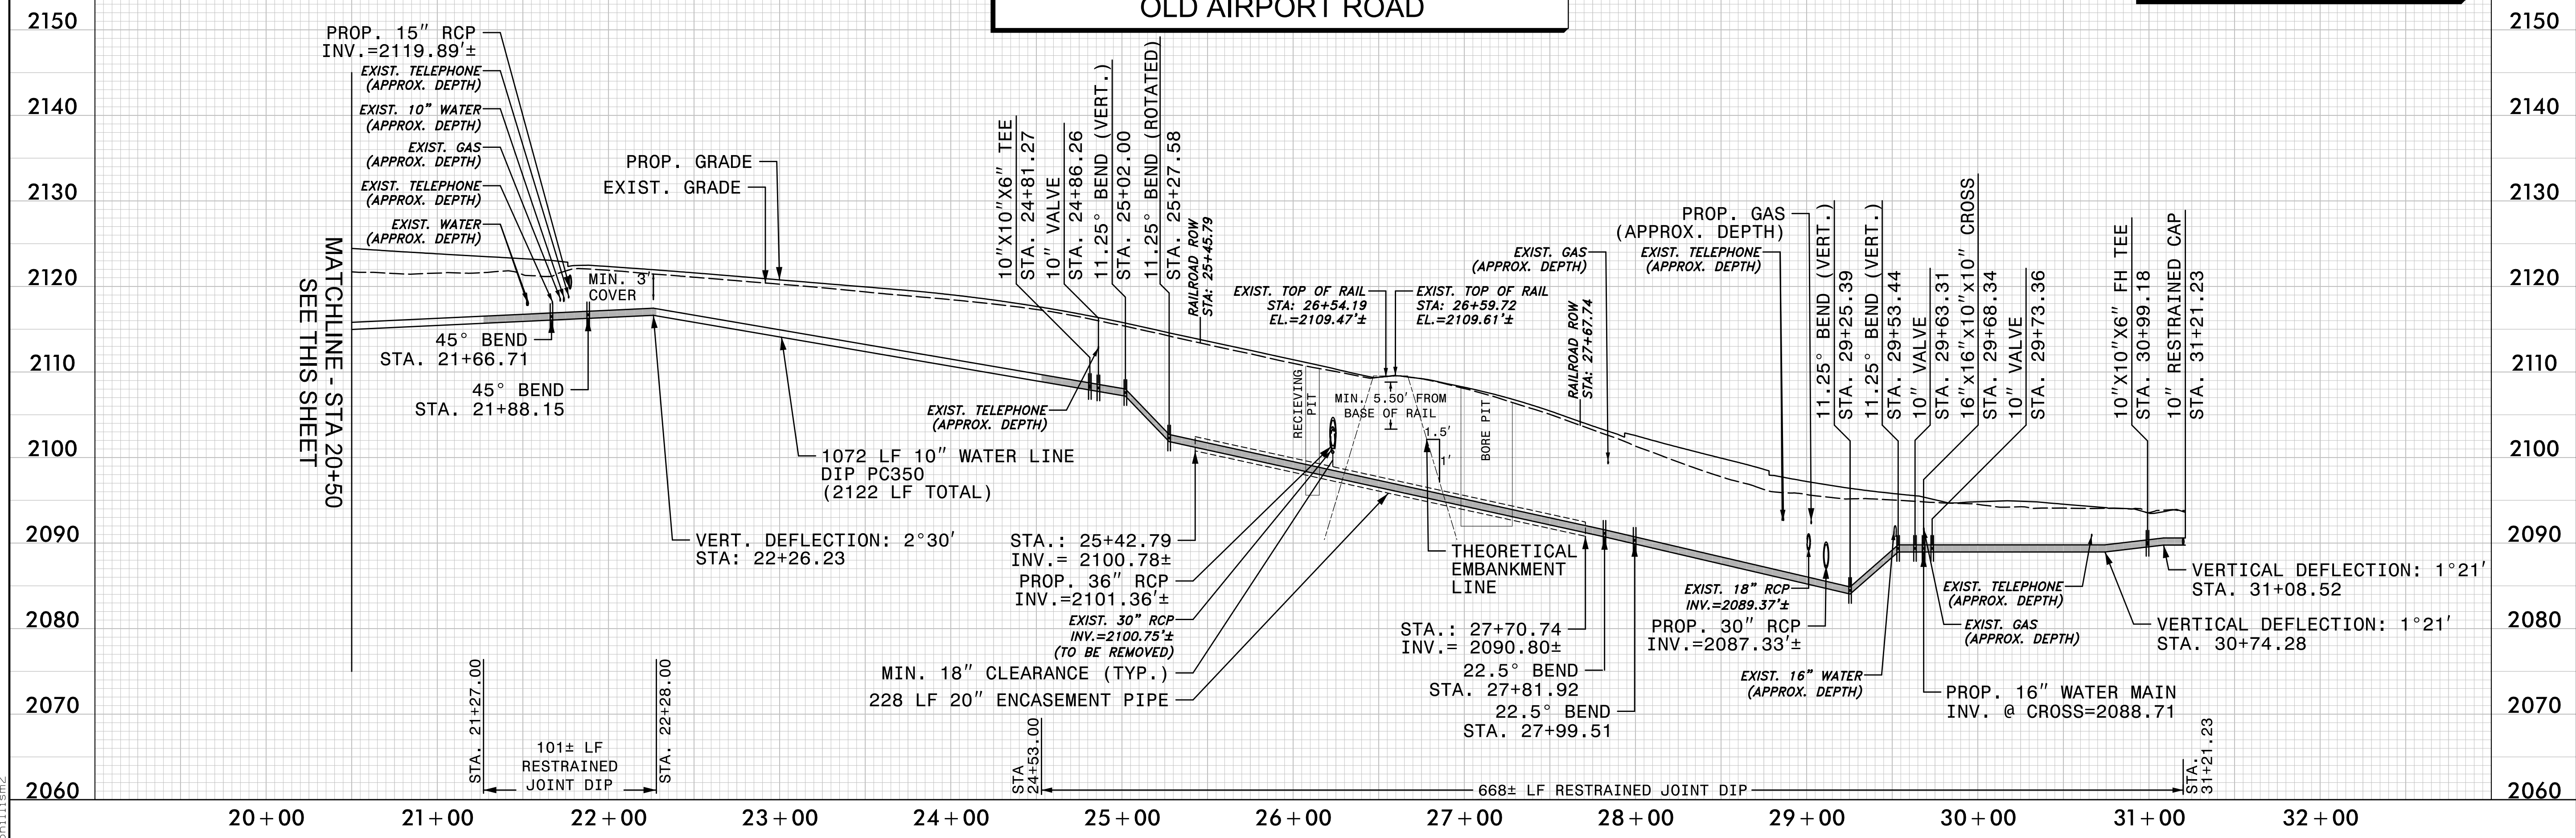 OLD AIRPORT ROAD
2150
2140
2130
2120
2110
2100
2090
2080
2070
2060
PROP. 15" RCP
INV.=2119.89'±
EXIST. TELEPHONE
(APPROX. DEPTH)
EXIST. 10" WATER
(APPROX. DEPTH)
EXIST. GAS
(APPROX. DEPTH)
EXIST. TELEPHONE
(APPROX. DEPTH)
EXIST. WATER
(APPROX. DEPTH)
MATCHLINE - STA 20+50
SEE THIS SHEET
45° BEND
STA. 21+66.71
45° BEND
STA. 21+88.15
MIN. 3'
COVER
PROP. GRADE
EXIST. GRADE
1072 LF 10" WATER LINE
DIP PC350
(2122 LF TOTAL)
VERT. DEFLECTION: 2°30'
STA: 22+26.23
STA. 21+27.00
101± LF
RESTRAINED
JOINT DIP
STA. 22+28.00
10"X10"X6" TEE
STA. 24+81.27
10" VALVE
STA. 24+86.26
11.25° BEND (VERT.)
STA. 25+02.00
11.25° BEND (ROTATED)
STA. 25+27.58
RAILROAD ROW
STA: 25+45.79
EXIST. TELEPHONE
(APPROX. DEPTH)
EXIST. TOP OF RAIL
STA: 26+54.19
EL.=2109.47'±
EXIST. TOP OF RAIL
STA: 26+59.72
EL.=2109.61'±
RECIEVING
PIT
MIN. 5.50' FROM
BASE OF RAIL
1.5'
1'
BORE PIT
STA.: 25+42.79
INV.= 2100.78±
PROP. 36" RCP
INV.=2101.36'±
EXIST. 30" RCP
INV.=2100.75'±
(TO BE REMOVED)
MIN. 18" CLEARANCE (TYP.)
228 LF 20" ENCASEMENT PIPE
THEORETICAL
EMBANKMENT
LINE
STA.: 27+70.74
INV.= 2090.80±
22.5° BEND
STA. 27+81.92
22.5° BEND
STA. 27+99.51
EXIST. GAS
(APPROX. DEPTH)
RAILROAD ROW
STA: 27+67.74
PROP. GAS
(APPROX. DEPTH)
EXIST. TELEPHONE
(APPROX. DEPTH)
11.25° BEND (VERT.)
STA. 29+25.39
11.25° BEND (VERT.)
STA. 29+53.44
10" VALVE
STA. 29+63.31
16"x16"x10"x10" CROSS
STA. 29+68.34
10" VALVE
STA. 29+73.36
10"X10"X6" FH TEE
STA. 30+99.18
10" RESTRAINED CAP
STA. 31+21.23
EXIST. 18" RCP
INV.=2089.37'±
PROP. 30" RCP
INV.=2087.33'±
EXIST. 16" WATER
(APPROX. DEPTH)
EXIST. TELEPHONE
(APPROX. DEPTH)
EXIST. GAS
(APPROX. DEPTH)
PROP. 16" WATER MAIN
INV. @ CROSS=2088.71
VERTICAL DEFLECTION: 1°21'
STA. 31+08.52
VERTICAL DEFLECTION: 1°21'
STA. 30+74.28
STA
24+53.00
668± LF RESTRAINED JOINT DIP
STA.
31+21.23
2150
2140
2130
2120
2110
2100
2090
2080
2070
2060
20+00
21+00
22+00
23+00
24+00
25+00
26+00
27+00
28+00
29+00
30+00
31+00
32+00